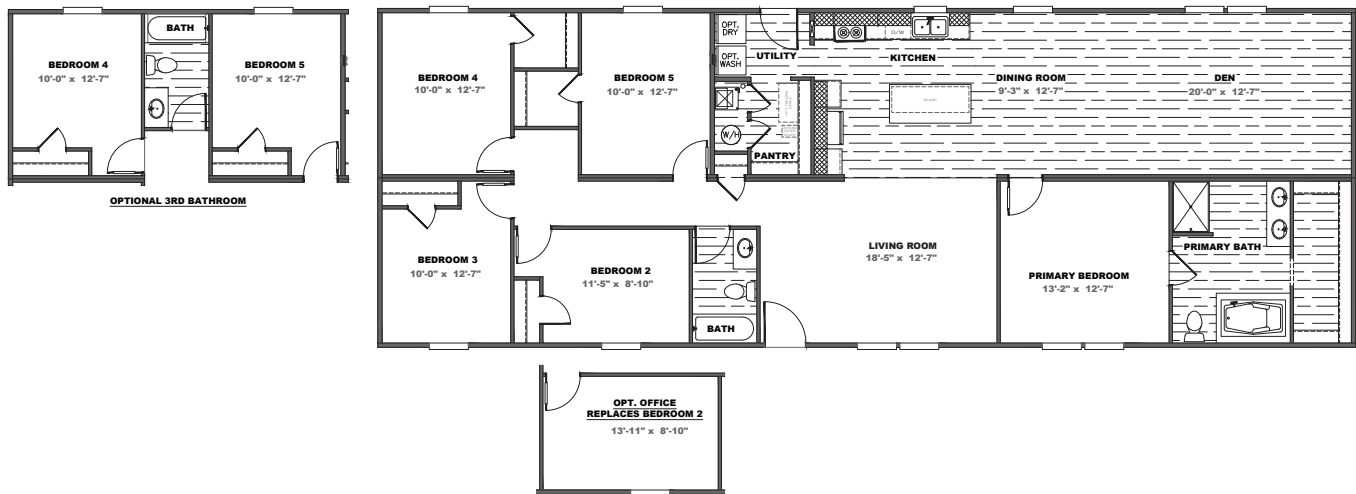 BATH
BEDROOM 4
10'-0" x 12'-7"
BEDROOM 5
10'-0" x 12'-7"
OPTIONAL 3RD BATHROOM
BEDROOM 4
10'-0" x 12'-7"
BEDROOM 5
10'-0" x 12'-7"
OPT.
DRY
OPT.
WASH
UTILITY
W/H
PANTRY
D/W
KITCHEN
ISLAND
DINING ROOM
9'-3" x 12'-7"
DEN
20'-0" x 12'-7"
BEDROOM 3
10'-0" x 12'-7"
BEDROOM 2
11'-5" x 8'-10"
BATH
LIVING ROOM
18'-5" x 12'-7"
PRIMARY BEDROOM
13'-2" x 12'-7"
PRIMARY BATH
OPT. OFFICE
REPLACES BEDROOM 2
13'-11" x 8'-10"